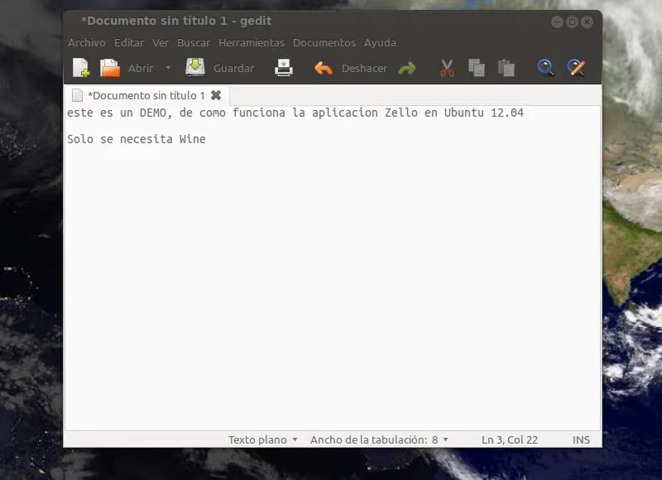 *Documento sin título 1 - gedit
Archivo Editar Ver Buscar Herramientas Documentos Ayuda
Abrir Guardar Deshacer
*Documento sin título 1
este es un DEMO, de como funciona la aplicacion Zello en Ubuntu 12.04
Solo se necesita Wine
Texto plano Ancho de la tabulación: 8 Ln 3, Col 22 INS